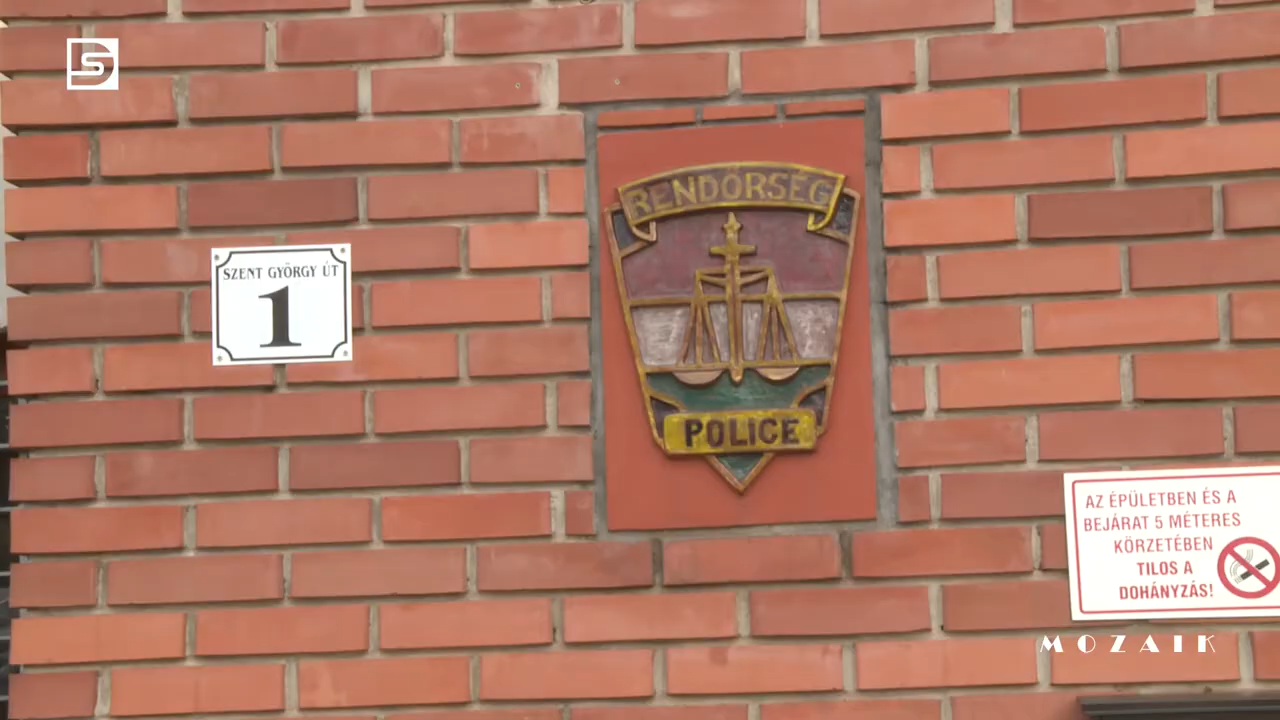 S
SZENT GYÖRGY ÚT
1
RENDŐRSÉG
POLICE
AZ ÉPÜLETBEN ÉS A
BEJÁRAT 5 MÉTERES
KÖRZETÉBEN
TILOS A
DOHÁNYZÁS!
MOZAIK